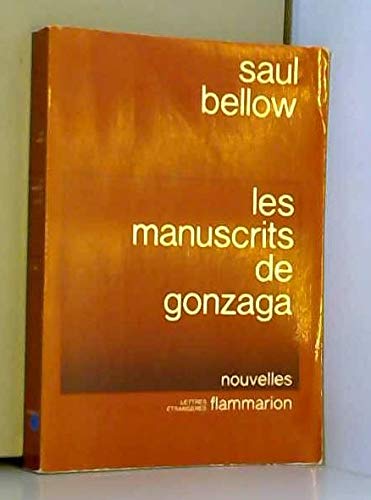 saul
bellow
les
manuscrits
de
gonzaga
nouvelles
LETTRES
ÉTRANGÈRES
flammarion